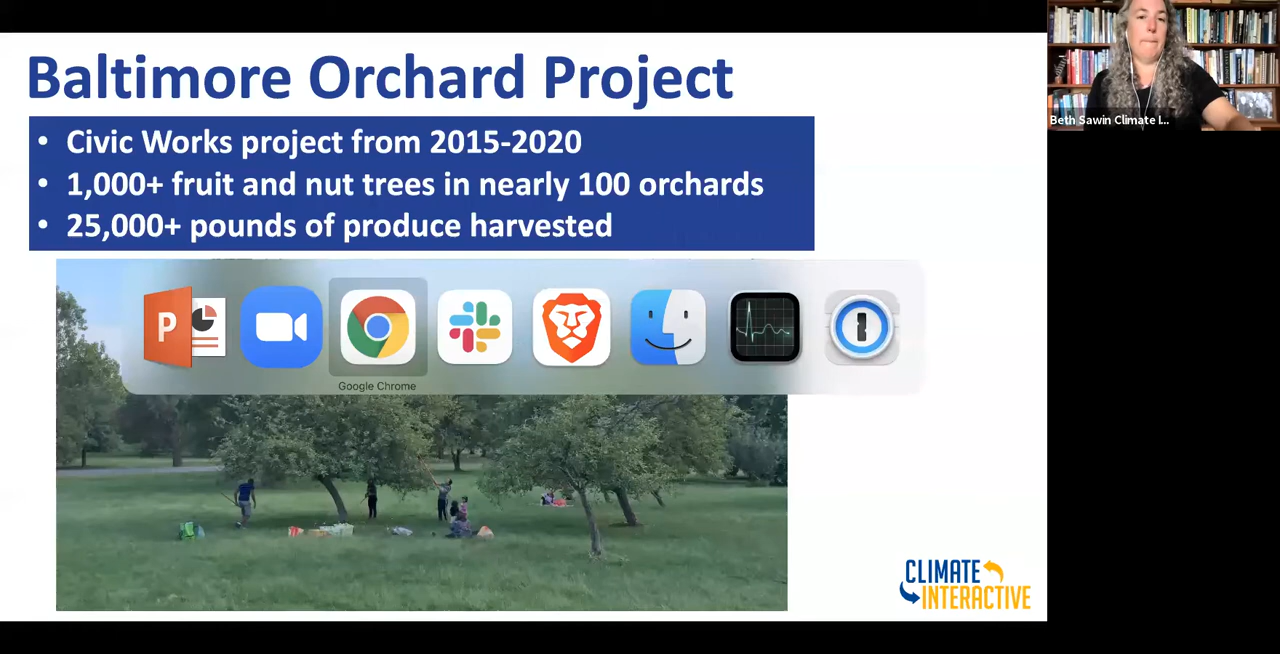 Baltimore Orchard Project
• Civic Works project from 2015-2020
• 1,000+ fruit and nut trees in nearly 100 orchards
• 25,000+ pounds of produce harvested
P
Google Chrome
CLIMATE
INTERACTIVE
Beth Sawin Climate I...